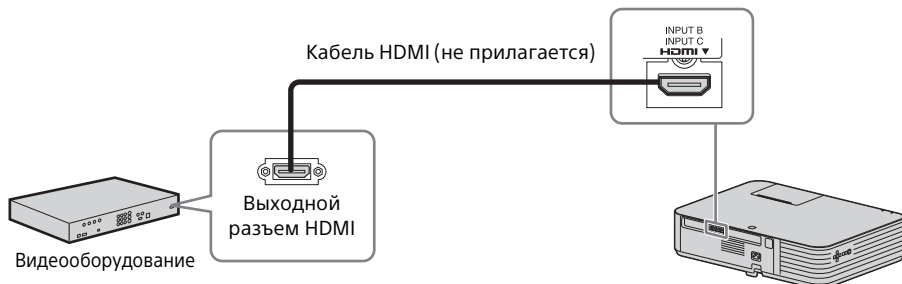 INPUT B
INPUT C
HDMI ▼
Кабель HDMI (не прилагается)
Выходной
разъем HDMI
Видеооборудование